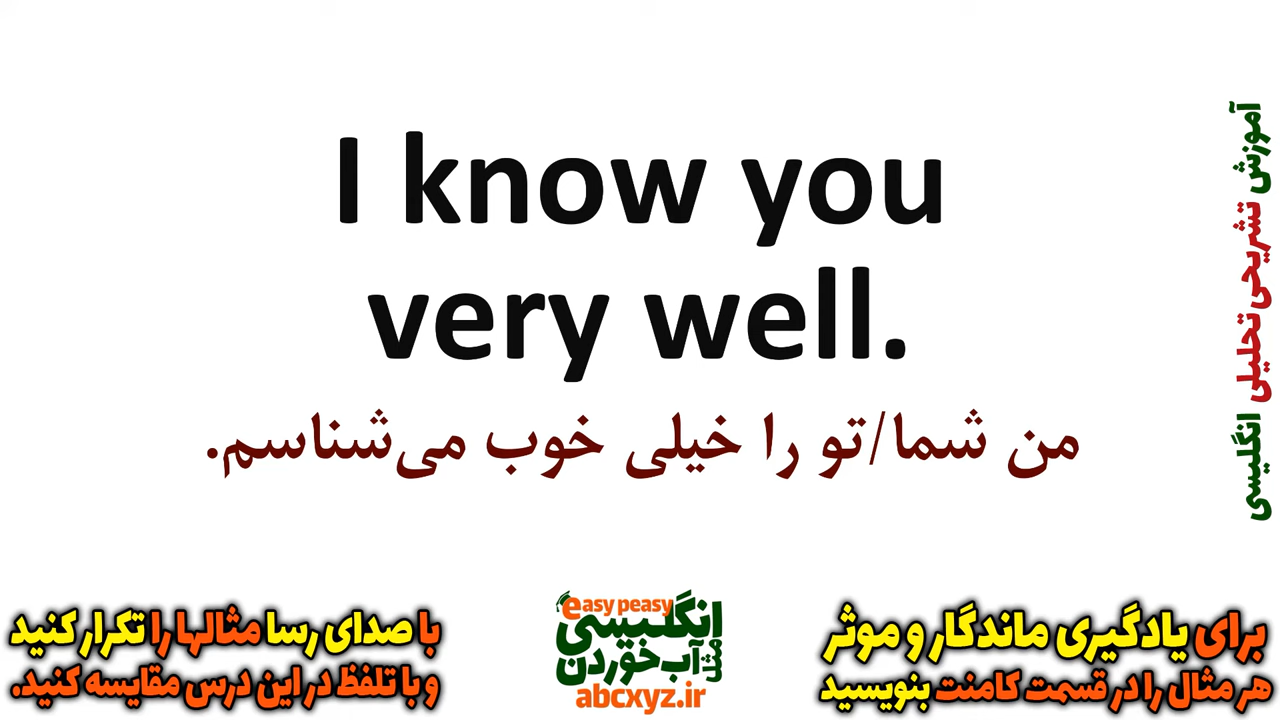 I know you
very well.
من شما/تو را خیلی خوب می‌شناسم.
آموزش تشریحی تحلیلی انگلیسی
برای یادگیری ماندگار و موثر
هر مثال را در قسمت کامنت بنویسید
easy peasy
انگلیسی
مثل آب خوردن
abcxyz.ir
با صدای رسا مثالها را تکرار کنید
و با تلفظ در این درس مقایسه کنید.